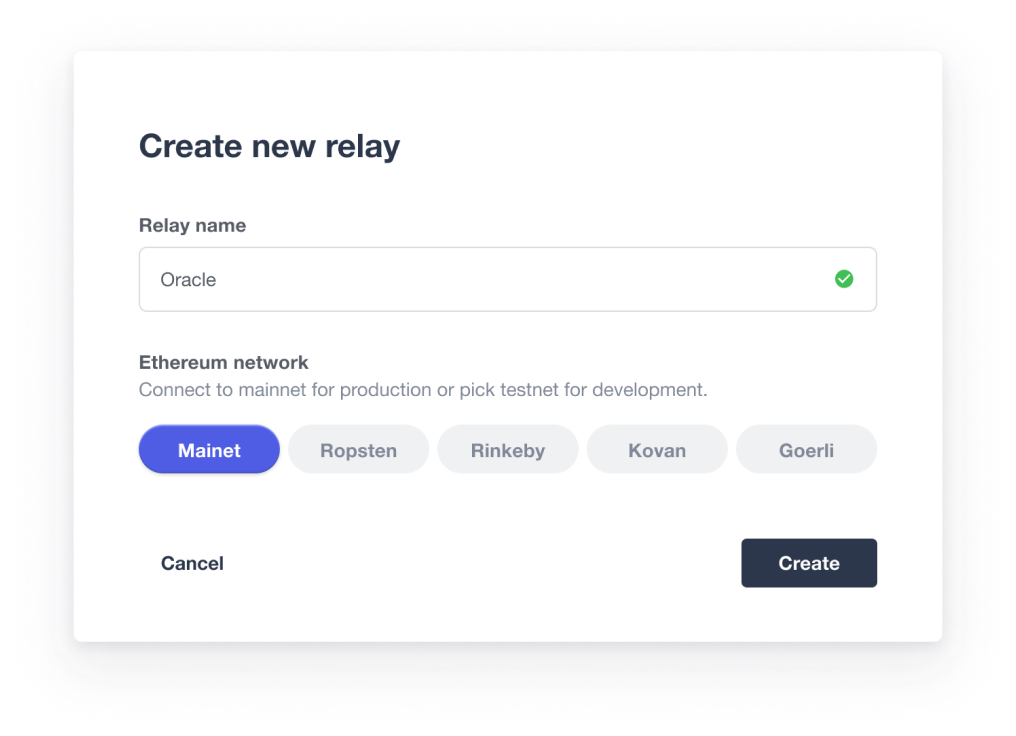 Create new relay
Relay name
Oracle
Ethereum network
Connect to mainnet for production or pick testnet for development.
Mainet Ropsten Rinkeby Kovan Goerli
Cancel Create